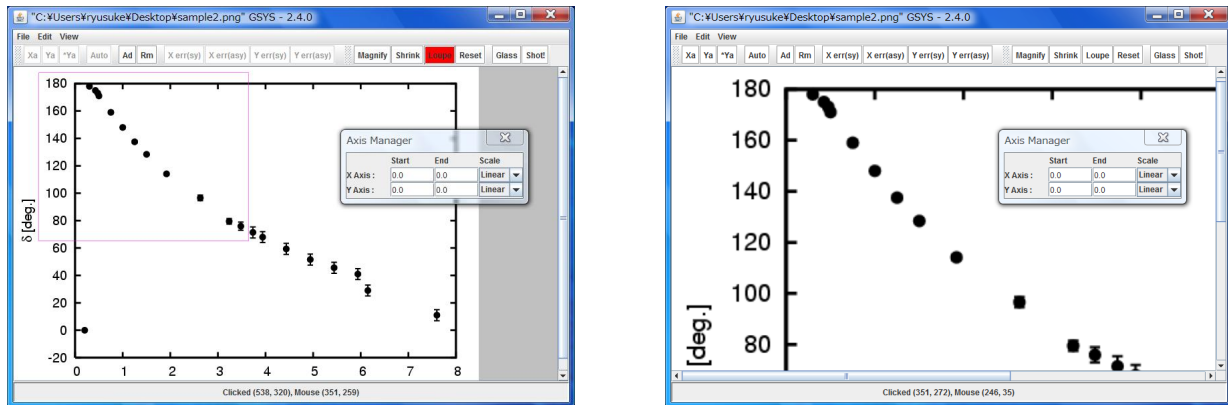 "C:¥Users¥ryusuke¥Desktop¥sample2.png" GSYS - 2.4.0
File Edit View
Xa Ya *Ya Auto Ad Rm X err(sy) X err(asy) Y err(sy) Y err(asy) Magnify Shrink Loupe Reset Glass Shot!
180
160
140
120
100
80
60
40
20
0
-20
δ [deg.]
0 1 2 3 4 5 6 7 8
Axis Manager
Start End Scale
X Axis : 0.0 0.0 Linear
Y Axis : 0.0 0.0 Linear
Clicked (538, 320), Mouse (351, 259)
"C:¥Users¥ryusuke¥Desktop¥sample2.png" GSYS - 2.4.0
File Edit View
Xa Ya *Ya Auto Ad Rm X err(sy) X err(asy) Y err(sy) Y err(asy) Magnify Shrink Loupe Reset Glass Shot!
180
160
140
120
100
80
[deg.]
Axis Manager
Start End Scale
X Axis : 0.0 0.0 Linear
Y Axis : 0.0 0.0 Linear
Clicked (351, 272), Mouse (246, 35)